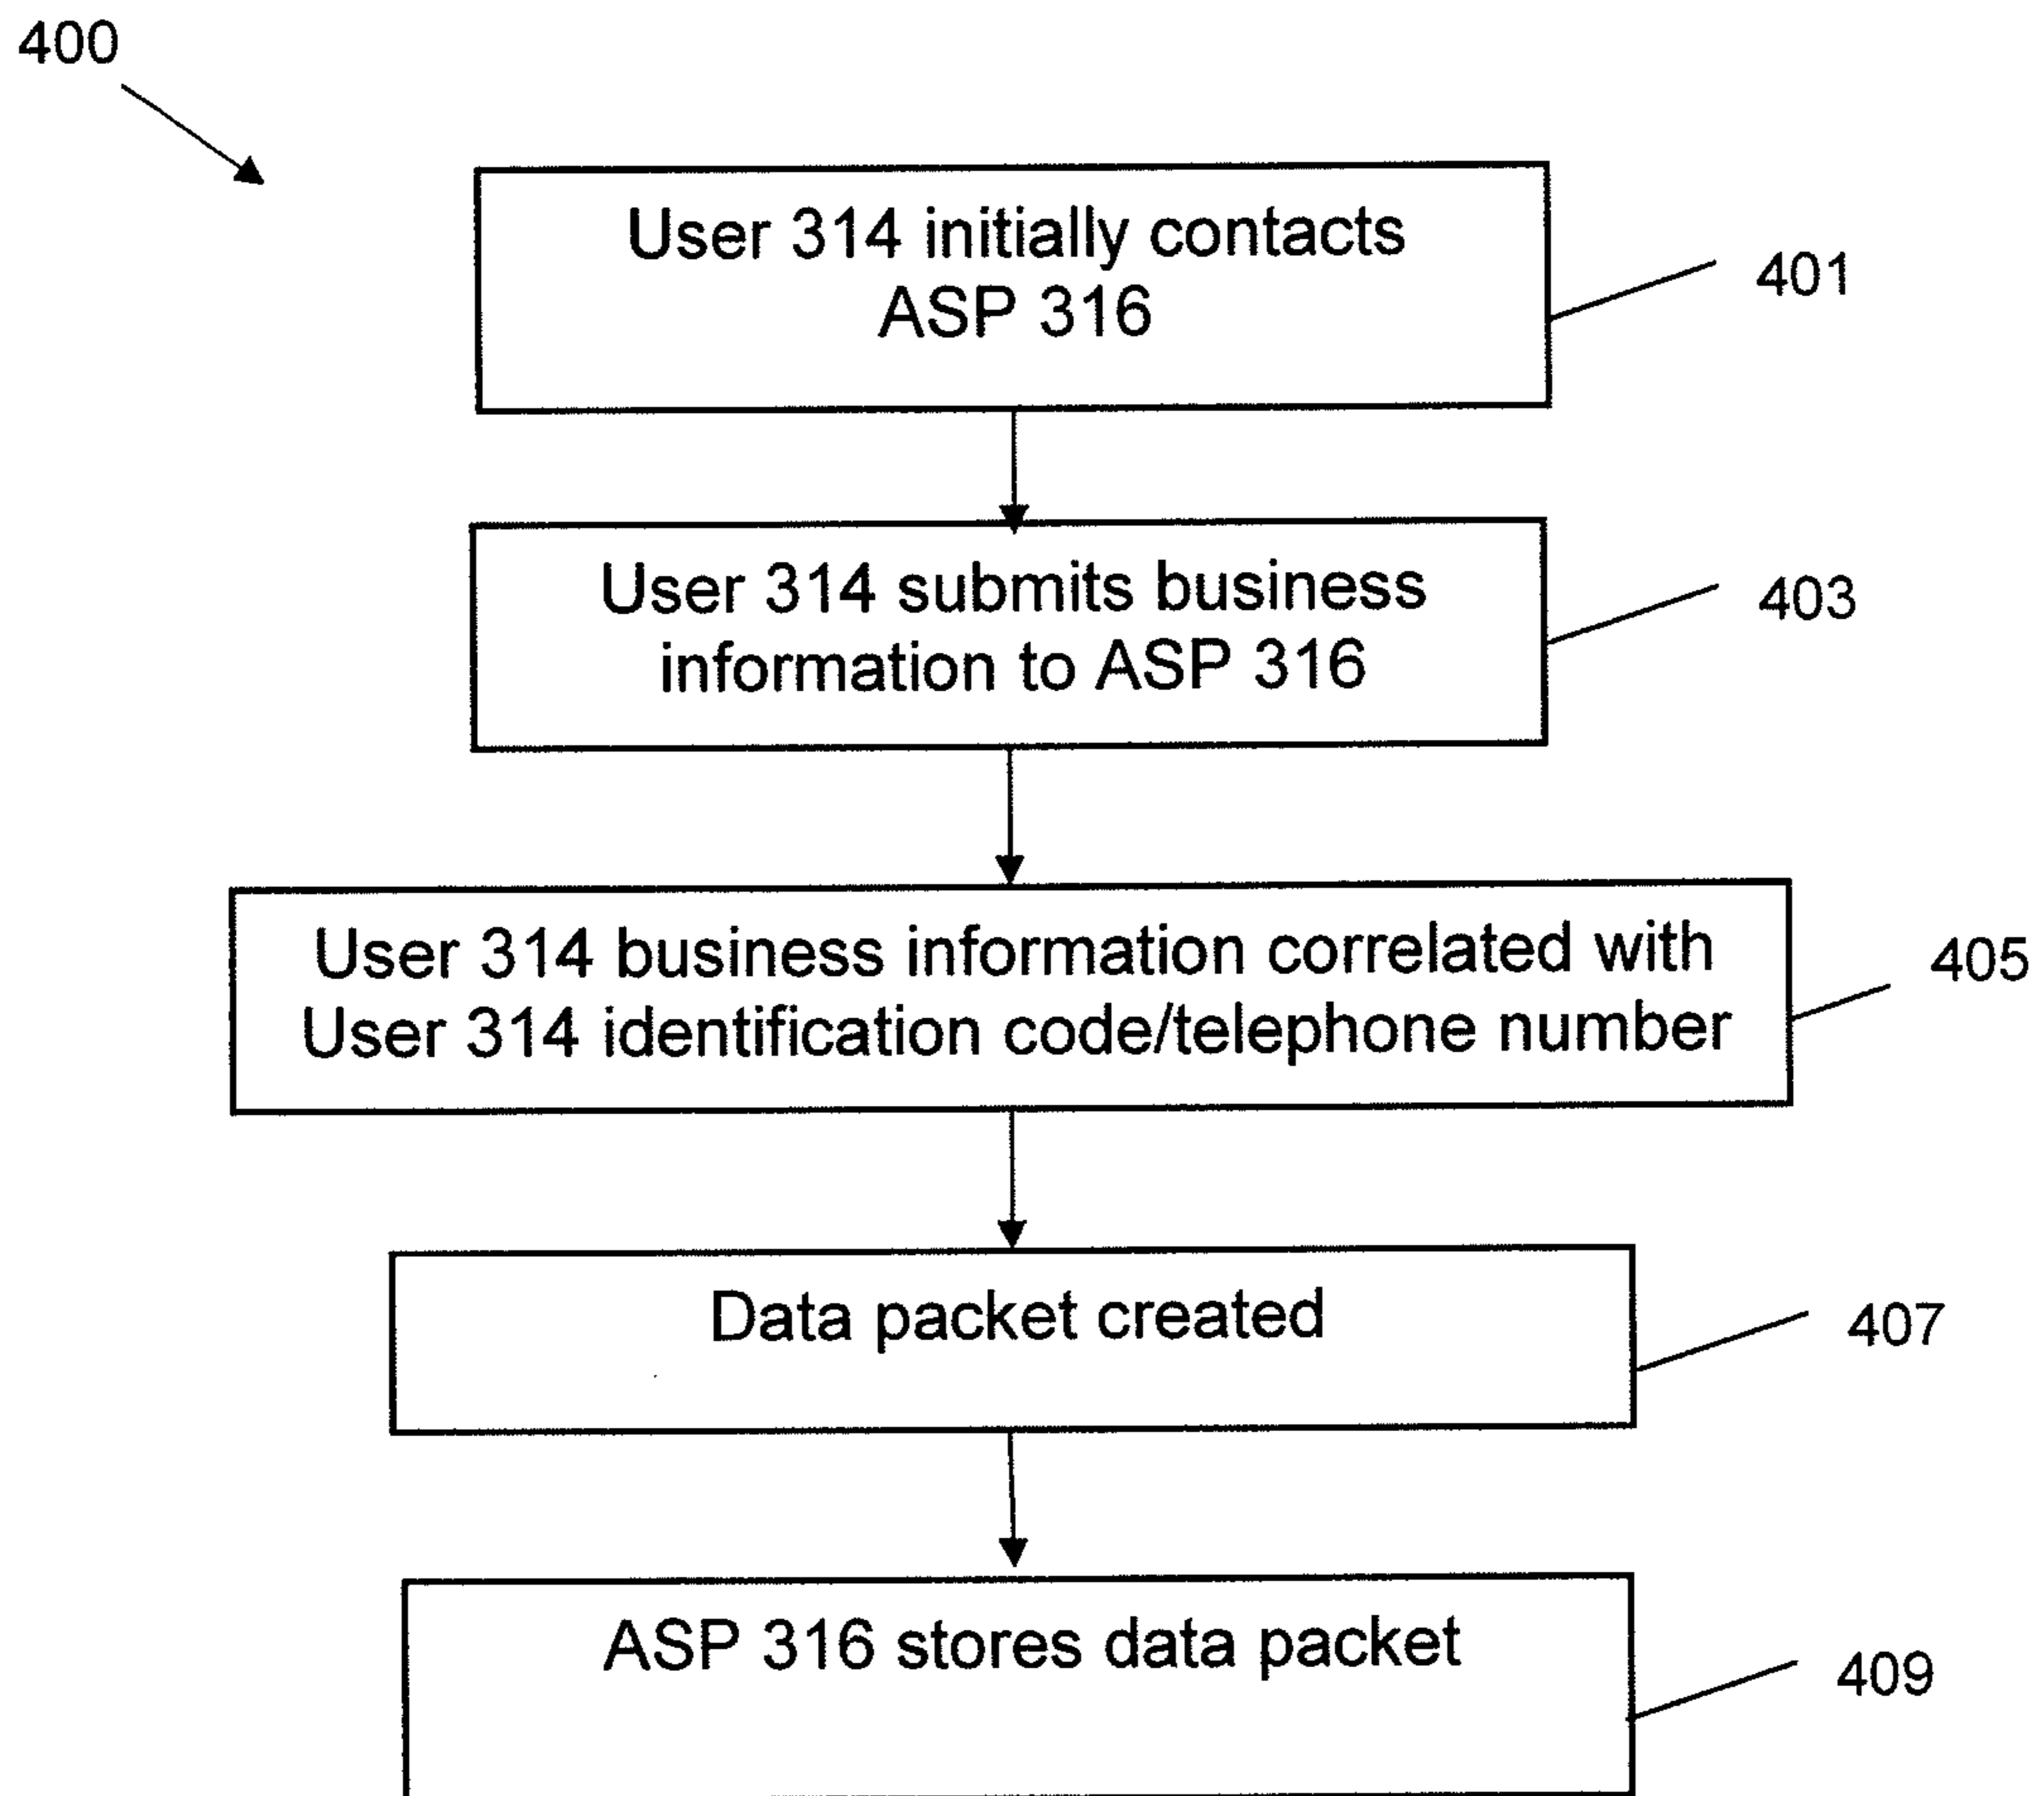 400
User 314 initially contacts
ASP 316
401
User 314 submits business
information to ASP 316
403
User 314 business information correlated with
User 314 identification code/telephone number
405
Data packet created
407
ASP 316 stores data packet
409